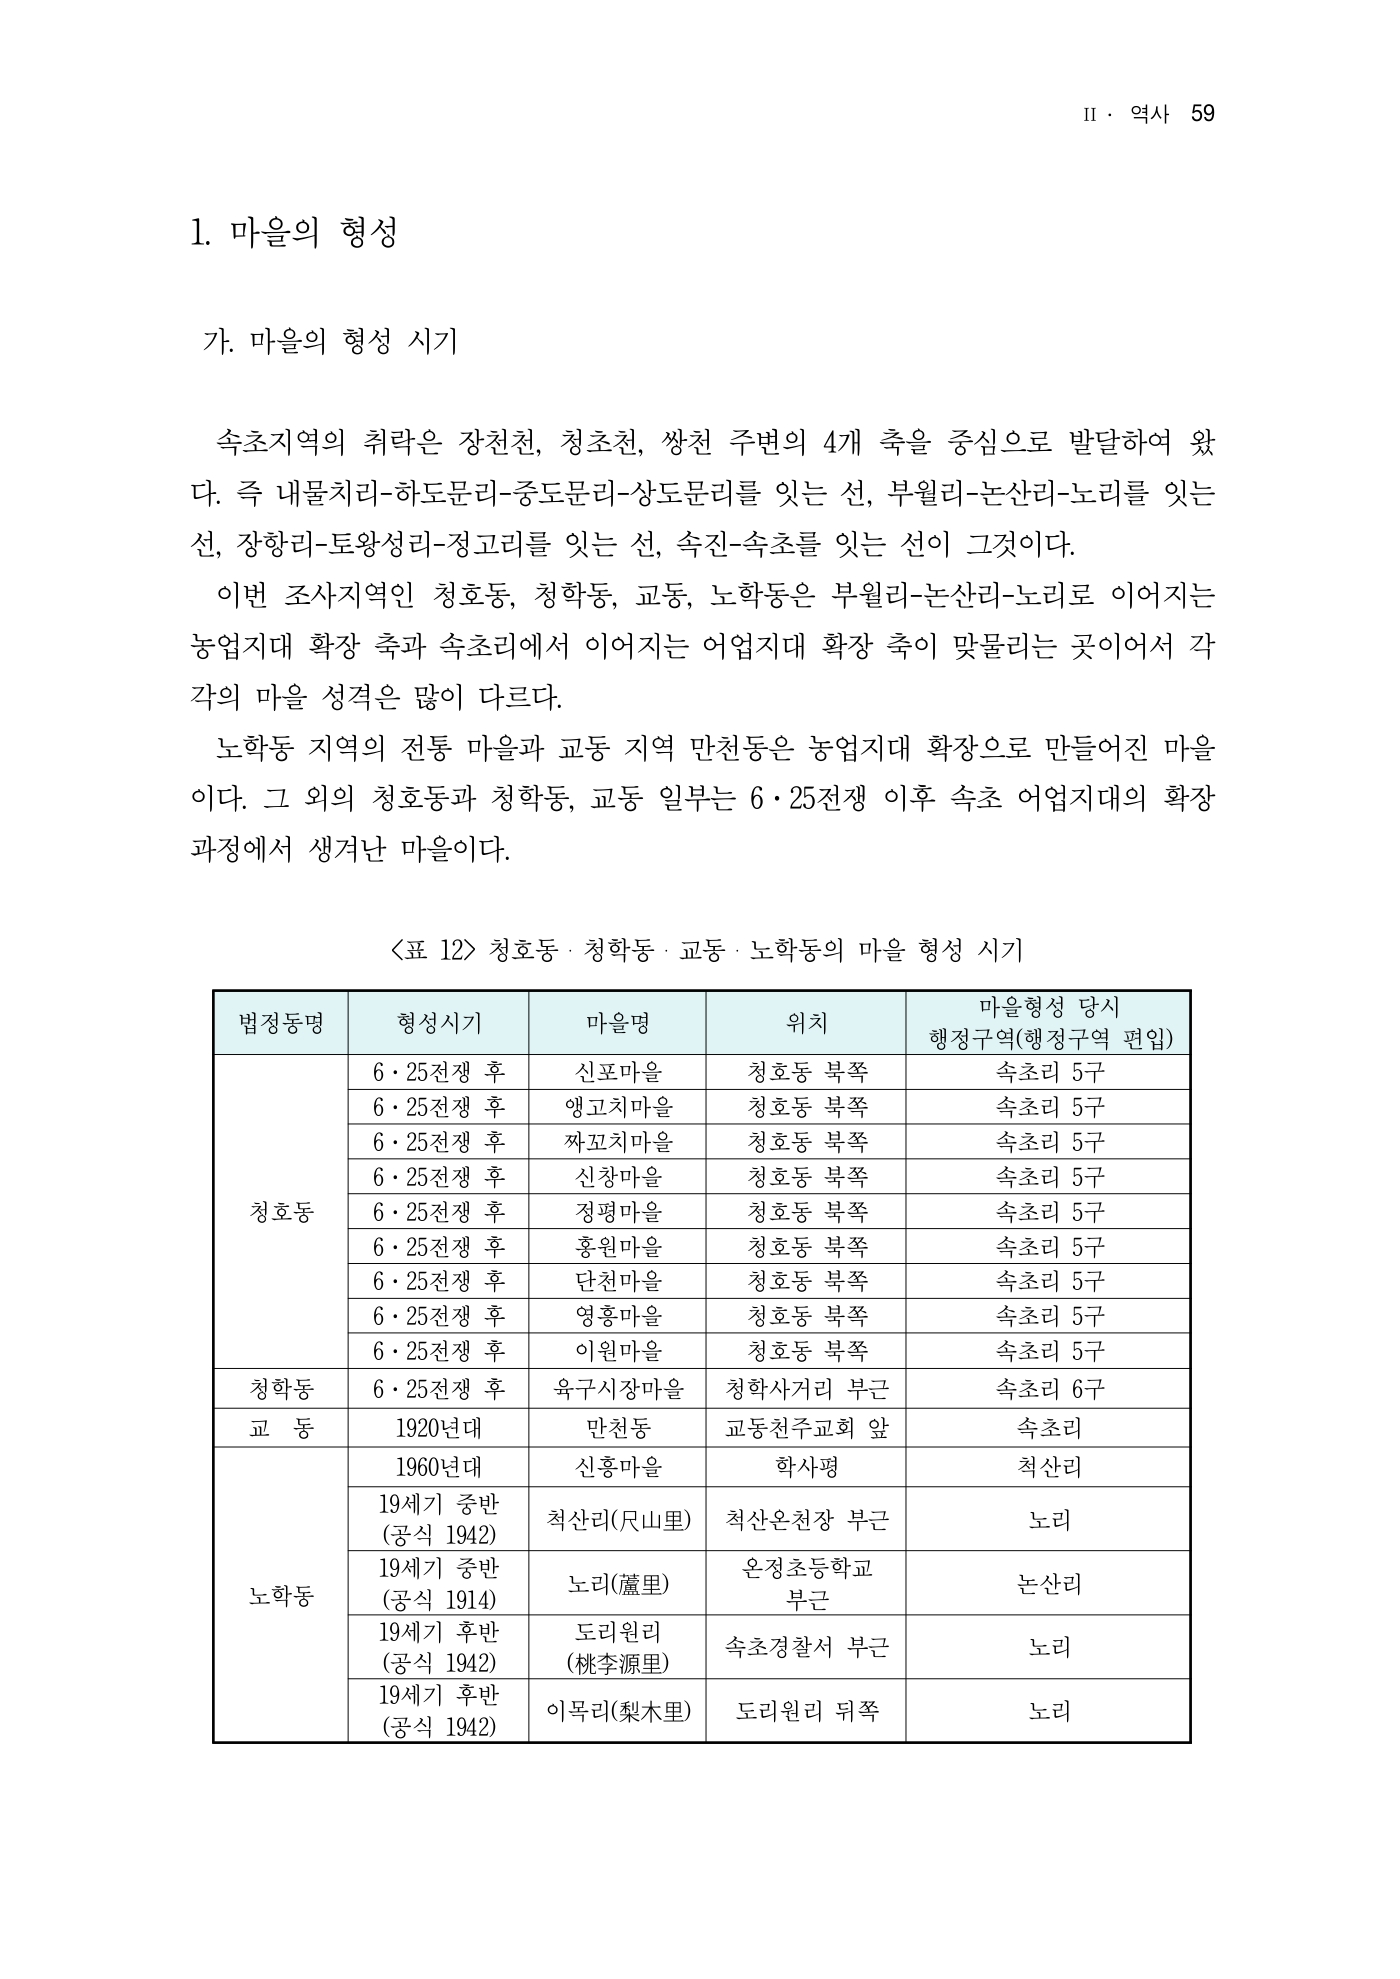 II · 역사 59
1. 마을의 형성
가. 마을의 형성 시기
속초지역의 취락은 장천천, 청초천, 쌍천 주변의 4개 축을 중심으로 발달하여 왔
다. 즉 내물치리-하도문리-중도문리-상도문리를 잇는 선, 부월리-논산리-노리를 잇는
선, 장항리-토왕성리-정고리를 잇는 선, 속진-속초를 잇는 선이 그것이다.
이번 조사지역인 청호동, 청학동, 교동, 노학동은 부월리-논산리-노리로 이어지는
농업지대 확장 축과 속초리에서 이어지는 어업지대 확장 축이 맞물리는 곳이어서 각
각의 마을 성격은 많이 다르다.
노학동 지역의 전통 마을과 교동 지역 만천동은 농업지대 확장으로 만들어진 마을
이다. 그 외의 청호동과 청학동, 교동 일부는 6·25전쟁 이후 속초 어업지대의 확장
과정에서 생겨난 마을이다.
<표 12> 청호동·청학동·교동·노학동의 마을 형성 시기
법정동명 형성시기 마을명 위치 마을형성 당시
행정구역(행정구역 편입)
6·25전쟁 후 신포마을 청호동 북쪽 속초리 5구
6·25전쟁 후 앵고치마을 청호동 북쪽 속초리 5구
6·25전쟁 후 짜꼬치마을 청호동 북쪽 속초리 5구
6·25전쟁 후 신창마을 청호동 북쪽 속초리 5구
청호동 6·25전쟁 후 정평마을 청호동 북쪽 속초리 5구
6·25전쟁 후 홍원마을 청호동 북쪽 속초리 5구
6·25전쟁 후 단천마을 청호동 북쪽 속초리 5구
6·25전쟁 후 영흥마을 청호동 북쪽 속초리 5구
6·25전쟁 후 이원마을 청호동 북쪽 속초리 5구
청학동 6·25전쟁 후 육구시장마을 청학사거리 부근 속초리 6구
교 동 1920년대 만천동 교동천주교회 앞 속초리
1960년대 신흥마을 학사평 척산리
19세기 중반
(공식 1942) 척산리(尺山里) 척산온천장 부근 노리
노학동 19세기 중반
(공식 1914) 노리(蘆里) 온정초등학교
부근 논산리
19세기 후반
(공식 1942) 도리원리
(桃李源里) 속초경찰서 부근 노리
19세기 후반
(공식 1942) 이목리(梨木里) 도리원리 뒤쪽 노리